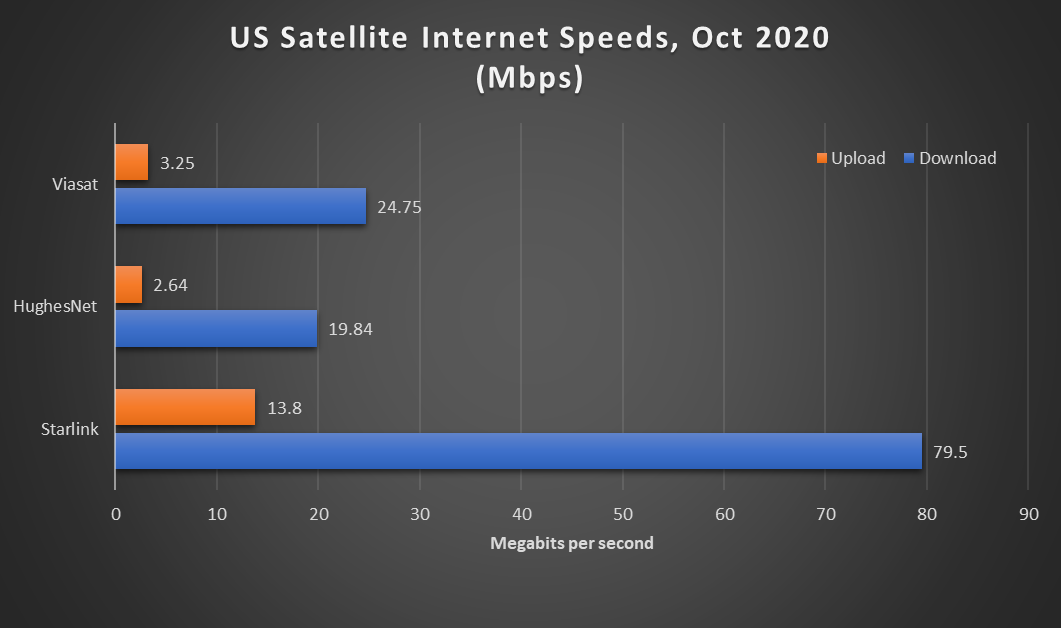 US Satellite Internet Speeds, Oct 2020
(Mbps)
Upload Download
Viasat
3.25
24.75
HughesNet
2.64
19.84
Starlink
13.8
79.5
0 10 20 30 40 50 60 70 80 90
Megabits per second